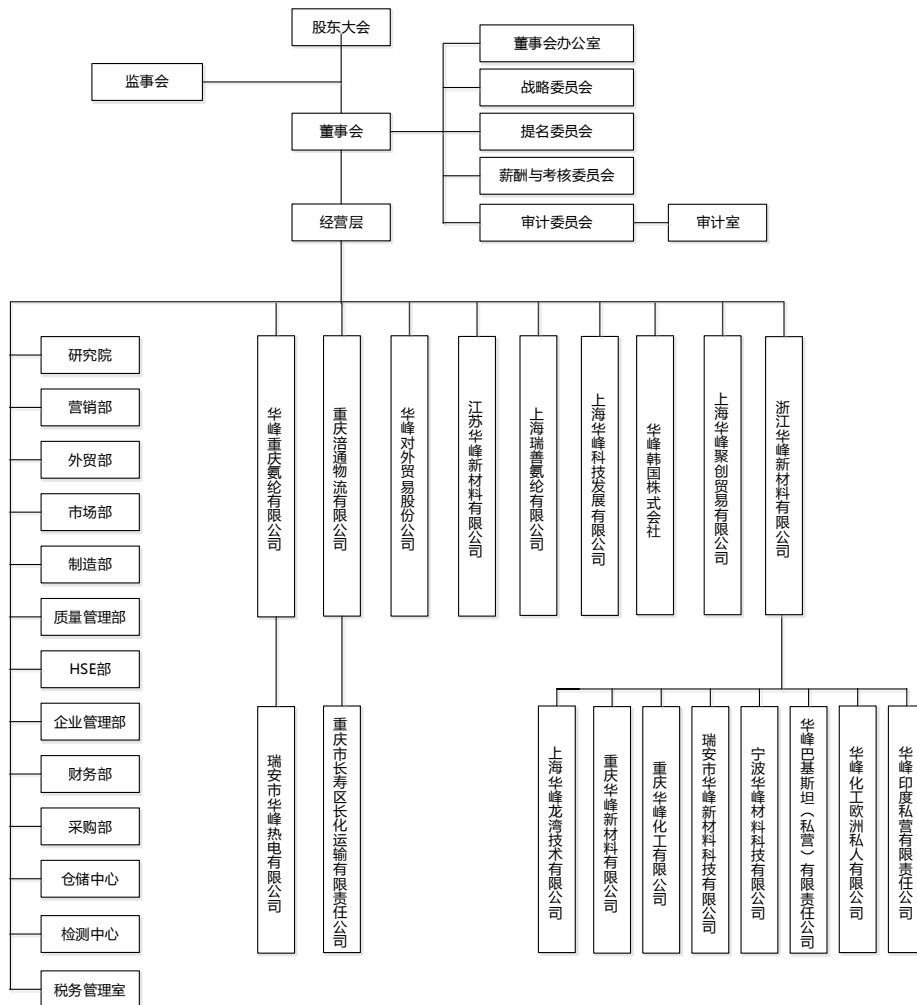 股东大会
董事会办公室
监事会
战略委员会
董事会
提名委员会
薪酬与考核委员会
经营层
审计委员会
审计室
研究院
营销部
外贸部
市场部
制造部
质量管理部
HSE部
企业管理部
财务部
采购部
仓储中心
检测中心
税务管理室
华峰重庆氨纶有限公司
重庆涪通物流有限公司
华峰对外贸易股份公司
江苏华峰新材料有限公司
上海瑞善氨纶有限公司
上海华峰科技发展有限公司
华峰韩国株式会社
上海华峰聚创贸易有限公司
浙江华峰新材料有限公司
瑞安市华峰热电有限公司
重庆市长寿区长化运输有限责任公司
上海华峰龙湾技术有限公司
重庆华峰新材料有限公司
重庆华峰化工有限公司
瑞安市华峰新材料科技有限公司
宁波华峰材料科技有限公司
华峰巴基斯坦（私营）有限责任公司
华峰化工欧洲私人有限公司
华峰印度私营有限责任公司